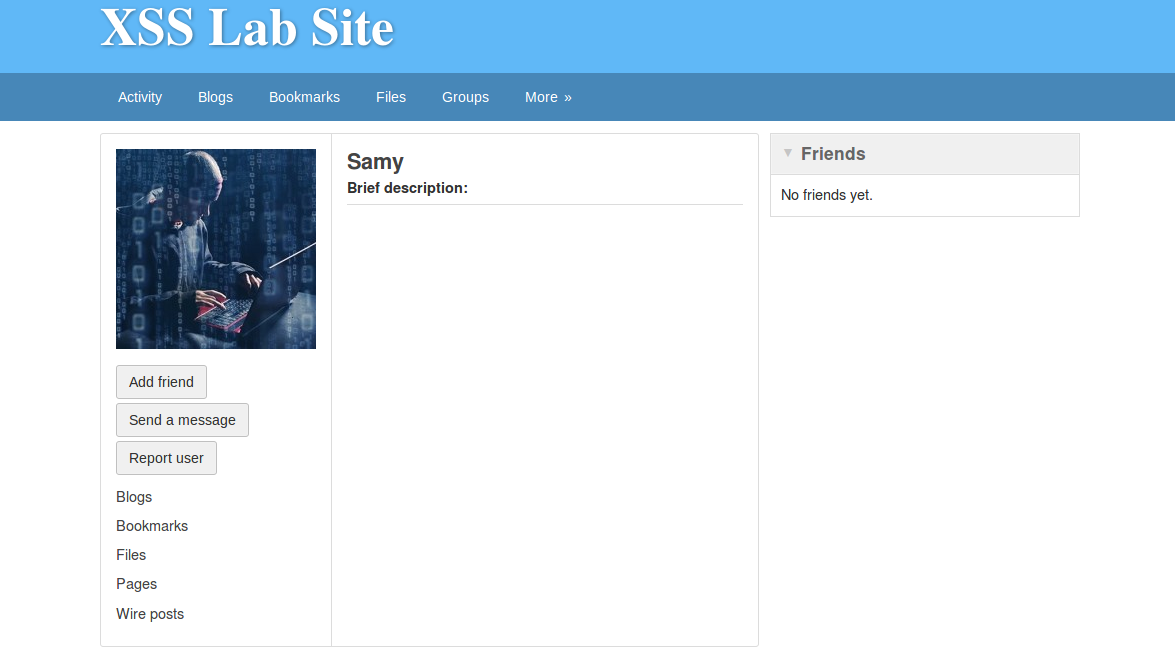 XSS Lab Site
Activity Blogs Bookmarks Files Groups More »
Samy
Brief description:
Add friend
Send a message
Report user
Blogs
Bookmarks
Files
Pages
Wire posts
Friends
No friends yet.